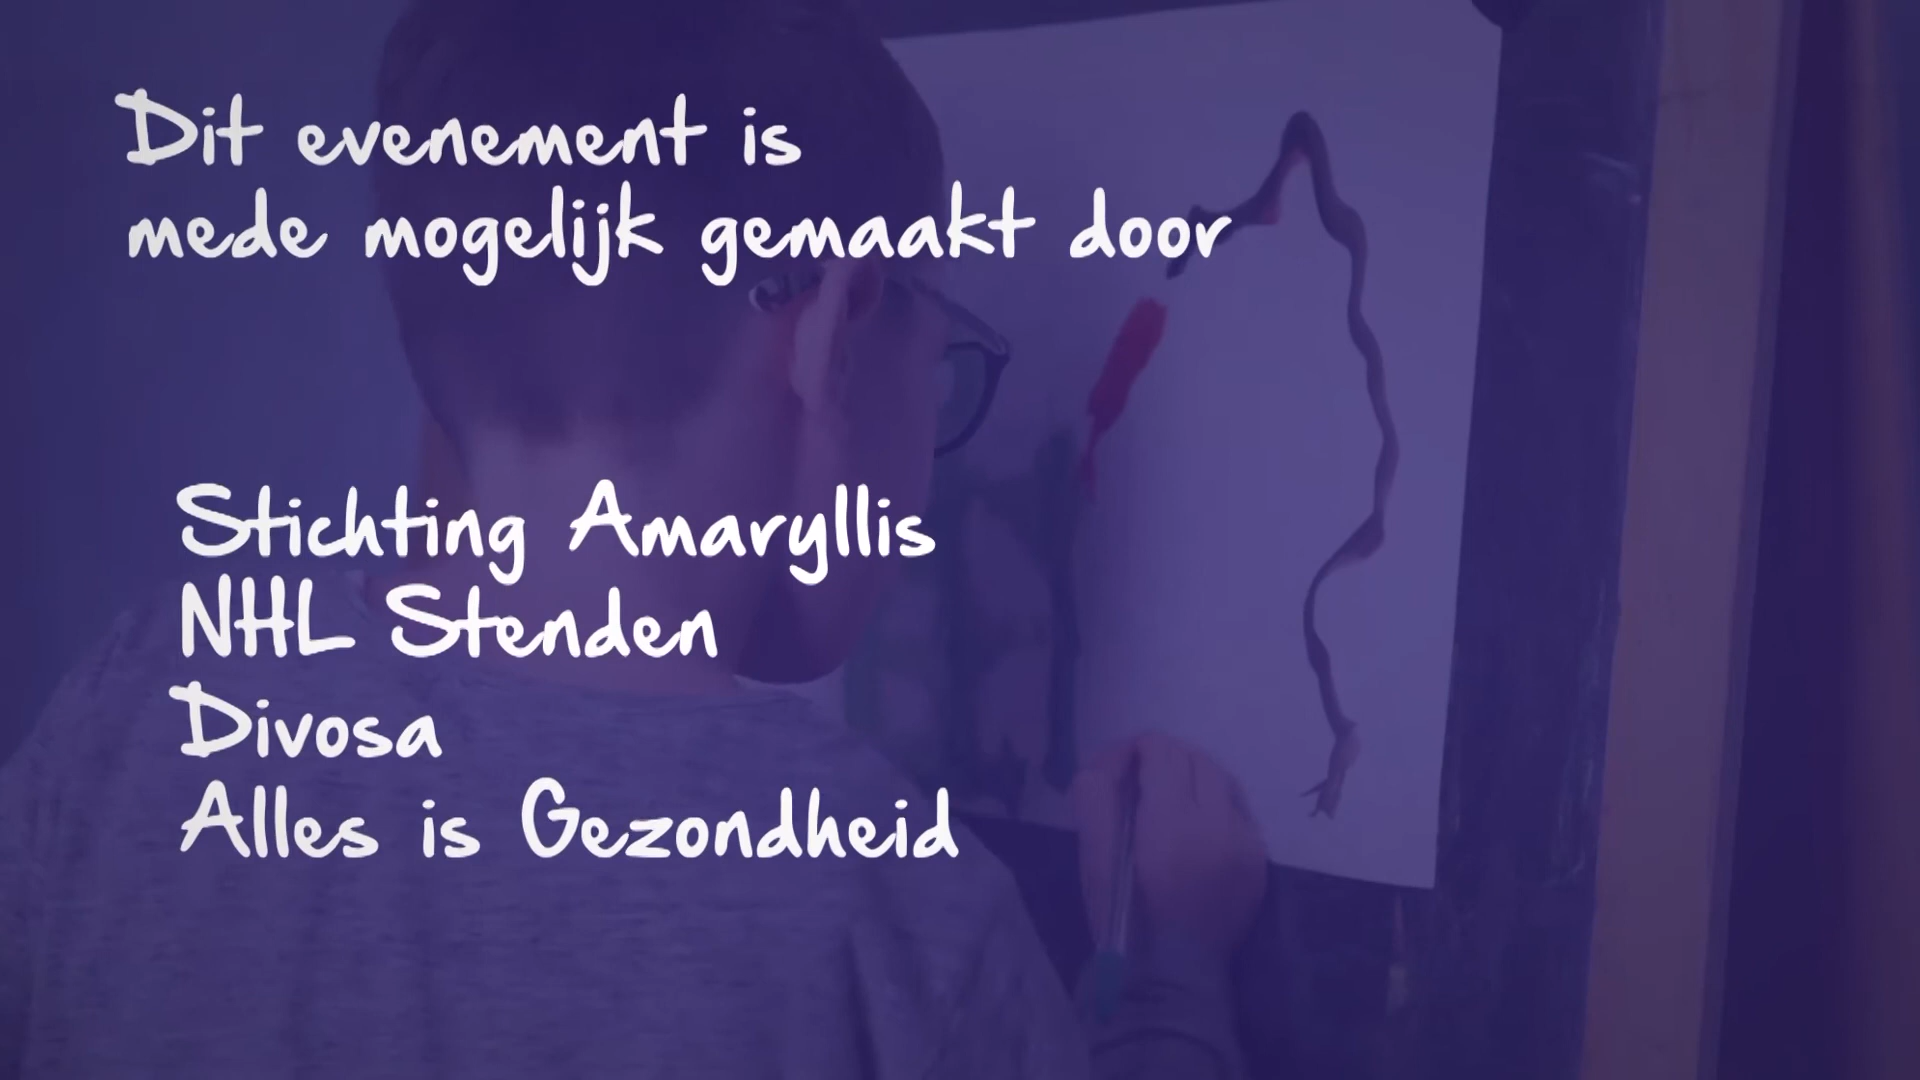 Dit evenement is
mede mogelijk gemaakt door
Stichting Amaryllis
NHL Stenden
Divosa
Alles is Gezondheid